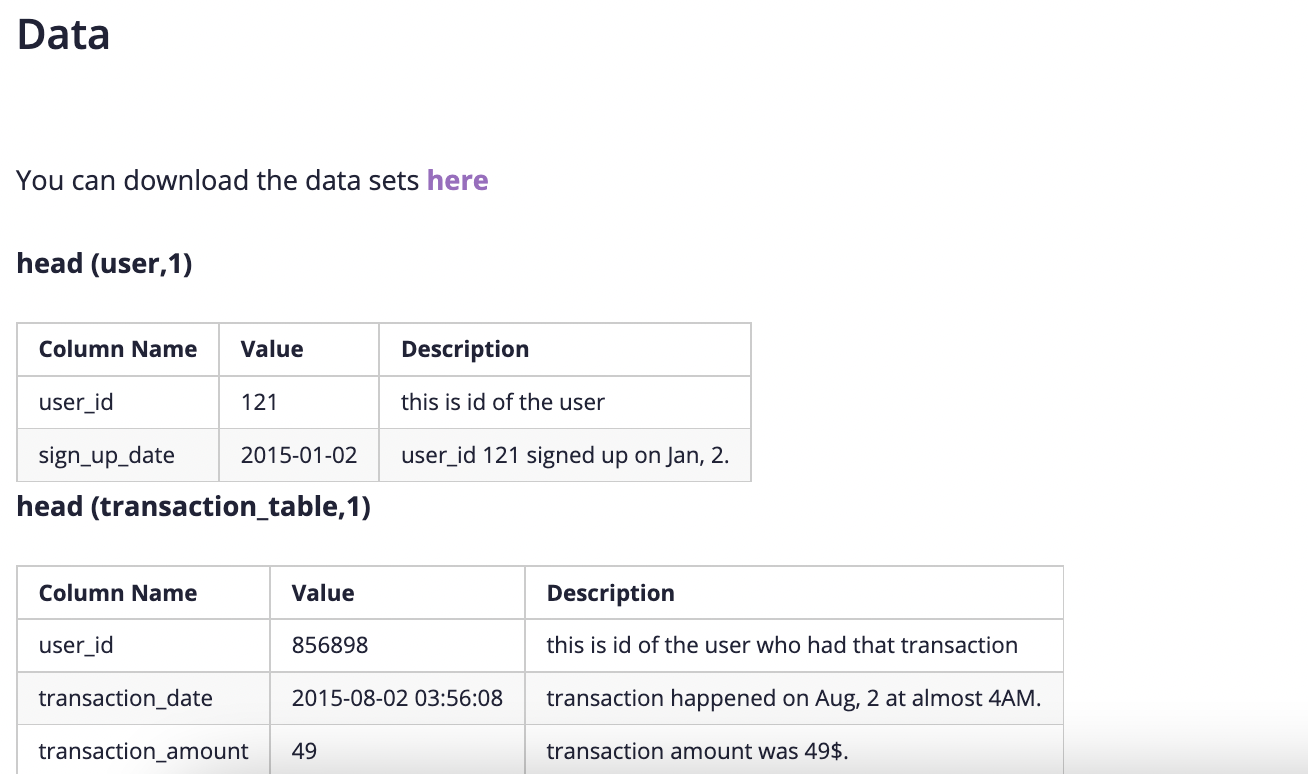 Data
You can download the data sets here
head (user,1)
Column Name Value Description
user_id 121 this is id of the user
sign_up_date 2015-01-02 user_id 121 signed up on Jan, 2.
head (transaction_table,1)
Column Name Value Description
user_id 856898 this is id of the user who had that transaction
transaction_date 2015-08-02 03:56:08 transaction happened on Aug, 2 at almost 4AM.
transaction_amount 49 transaction amount was 49$.